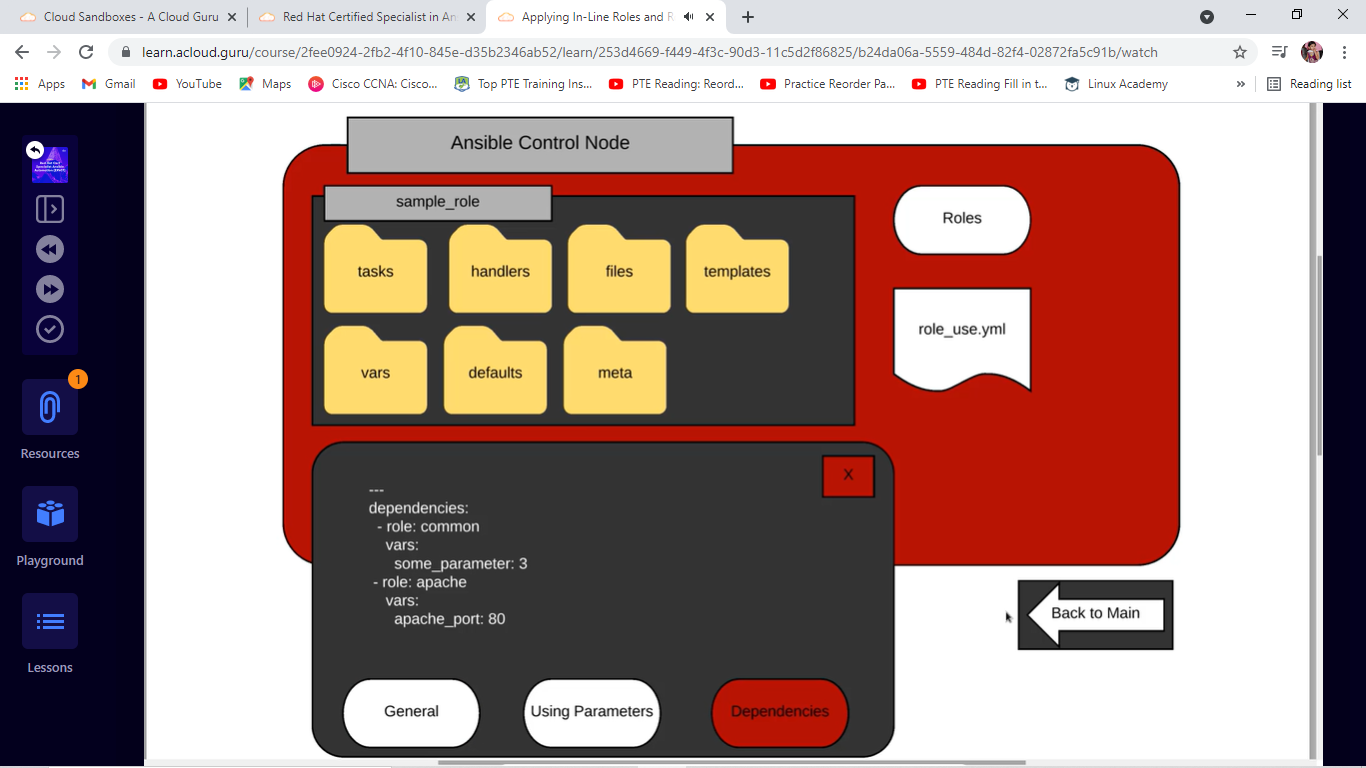 Cloud Sandboxes - A Cloud Guru
Red Hat Certified Specialist in An
Applying In-Line Roles and R
learn.acloud.guru/course/2fee0924-2fb2-4f10-845e-d35b2346ab52/learn/253d4669-f449-4f3c-90d3-11c5d2f86825/b24da06a-5559-484d-82f4-02872fa5c91b/watch
Apps
Gmail
YouTube
Maps
Cisco CCNA: Cisco...
Top PTE Training Ins...
PTE Reading: Reord...
Practice Reorder Pa...
PTE Reading Fill in t...
Linux Academy
»
Reading list
1
Resources
Playground
Lessons
Ansible Control Node
sample_role
tasks
handlers
files
templates
vars
defaults
meta
Roles
role_use.yml
X
---
dependencies:
- role: common
vars:
some_parameter: 3
- role: apache
vars:
apache_port: 80
General
Using Parameters
Dependencies
Back to Main